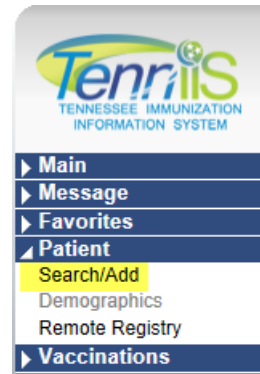 TennIIS
TENNESSEE IMMUNIZATION
INFORMATION SYSTEM
Main
Message
Favorites
Patient
Search/Add
Demographics
Remote Registry
Vaccinations